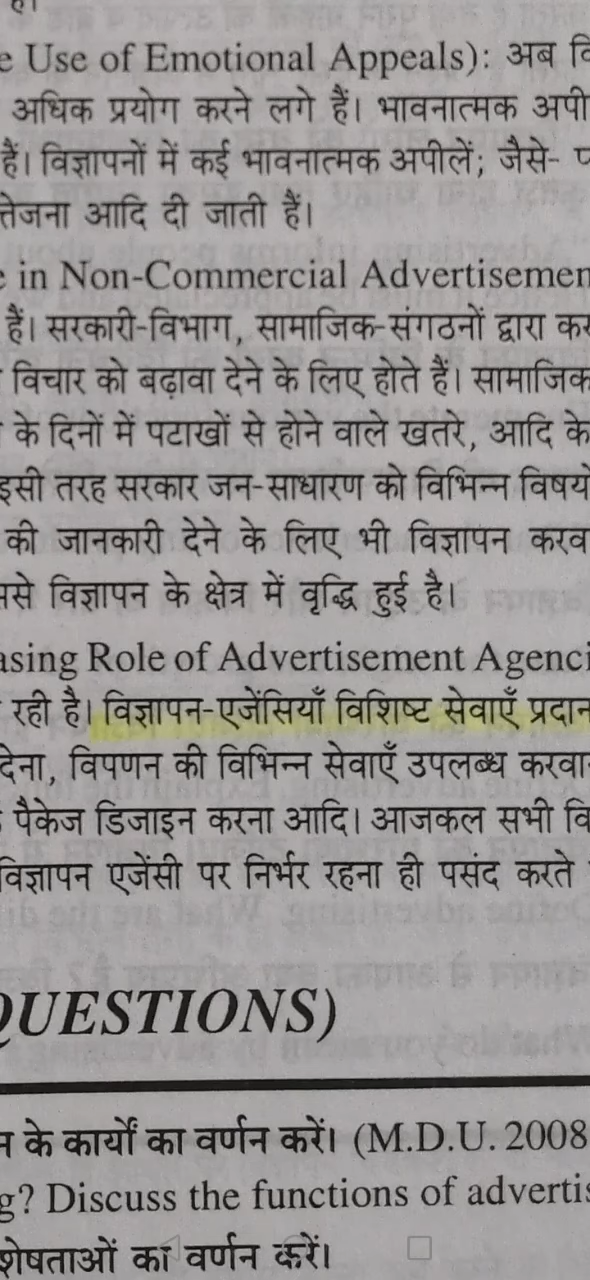 e Use of Emotional Appeals): अब वि
अधिक प्रयोग करने लगे हैं। भावनात्मक अपी
हैं। विज्ञापनों में कई भावनात्मक अपीलें; जैसे-
त्तेजना आदि दी जाती हैं।
e in Non-Commercial Advertisemen
हैं। सरकारी-विभाग, सामाजिक-संगठनों द्वारा कर
विचार को बढ़ावा देने के लिए होते हैं। सामाजिक
के दिनों में पटाखों से होने वाले खतरे, आदि के
इसी तरह सरकार जन-साधारण को विभिन्न विषयो
की जानकारी देने के लिए भी विज्ञापन करव
ससे विज्ञापन के क्षेत्र में वृद्धि हुई है।
asing Role of Advertisement Agenci
रही है। विज्ञापन-एजेंसियाँ विशिष्ट सेवाएँ प्रदान
देना, विपणन की विभिन्न सेवाएँ उपलब्ध करवा
पैकेज डिजाइन करना आदि। आजकल सभी वि
विज्ञापन एजेंसी पर निर्भर रहना ही पसंद करते
QUESTIONS)
न के कार्यों का वर्णन करें। (M.D.U. 2008
g? Discuss the functions of advertis
शेषताओं का वर्णन करें।